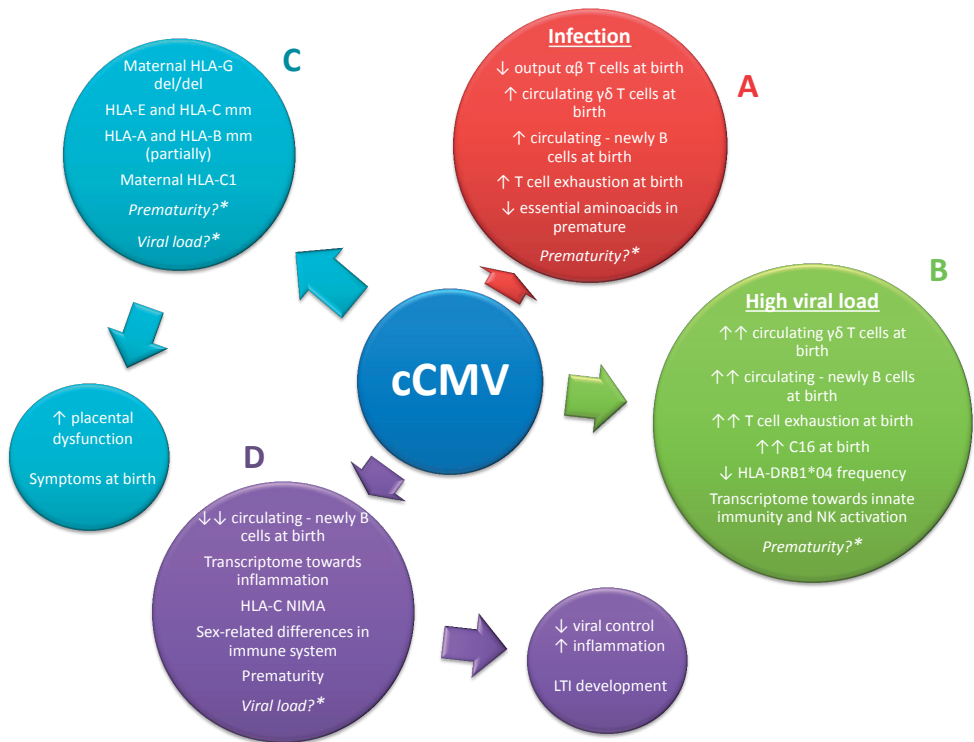 C
Maternal HLA-G
del/del
HLA-E and HLA-C mm
HLA-A and HLA-B mm
(partially)
Maternal HLA-C1
Prematurity?*
Viral load?*
Infection
↓ output αβ T cells at birth
↑ circulating γδ T cells at
birth
↑ circulating - newly B
cells at birth
↑ T cell exhaustion at birth
↓ essential aminoacids in
premature
Prematurity?*
A
B
High viral load
↑↑ circulating γδ T cells at
birth
↑↑ circulating - newly B cells
at birth
↑↑ T cell exhaustion at birth
↑↑ C16 at birth
↓ HLA-DRB1*04 frequency
Transcriptome towards innate
immunity and NK activation
Prematurity?*
cCMV
↑ placental
dysfunction
Symptoms at birth
D
↓↓ circulating - newly B
cells at birth
Transcriptome towards
inflammation
HLA-C NIMA
Sex-related differences in
immune system
Prematurity
Viral load?*
↓ viral control
↑ inflammation
LTI development